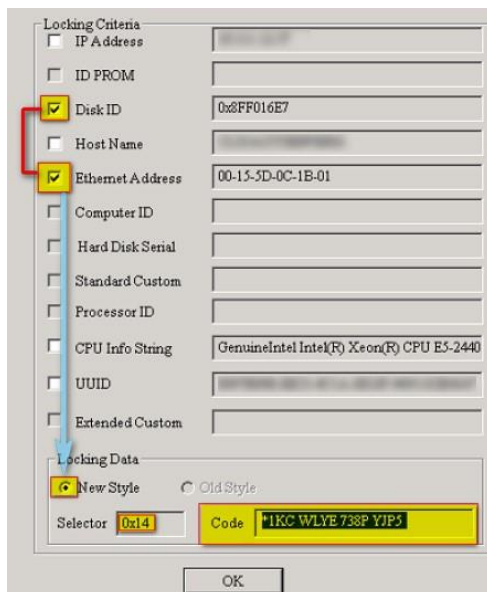 Locking Criteria
IP Address
ID PROM
Disk ID 0x8FF016E7
Host Name
Ethernet Address 00-15-5D-0C-1B-01
Computer ID
Hard Disk Serial
Standard Custom
Processor ID
CPU Info String GenuineIntel Intel(R) Xeon(R) CPU E5-2440
UUID
Extended Custom
Locking Data
New Style Old Style
Selector 0x14 Code *1KC WLYE 738P YJP5
OK